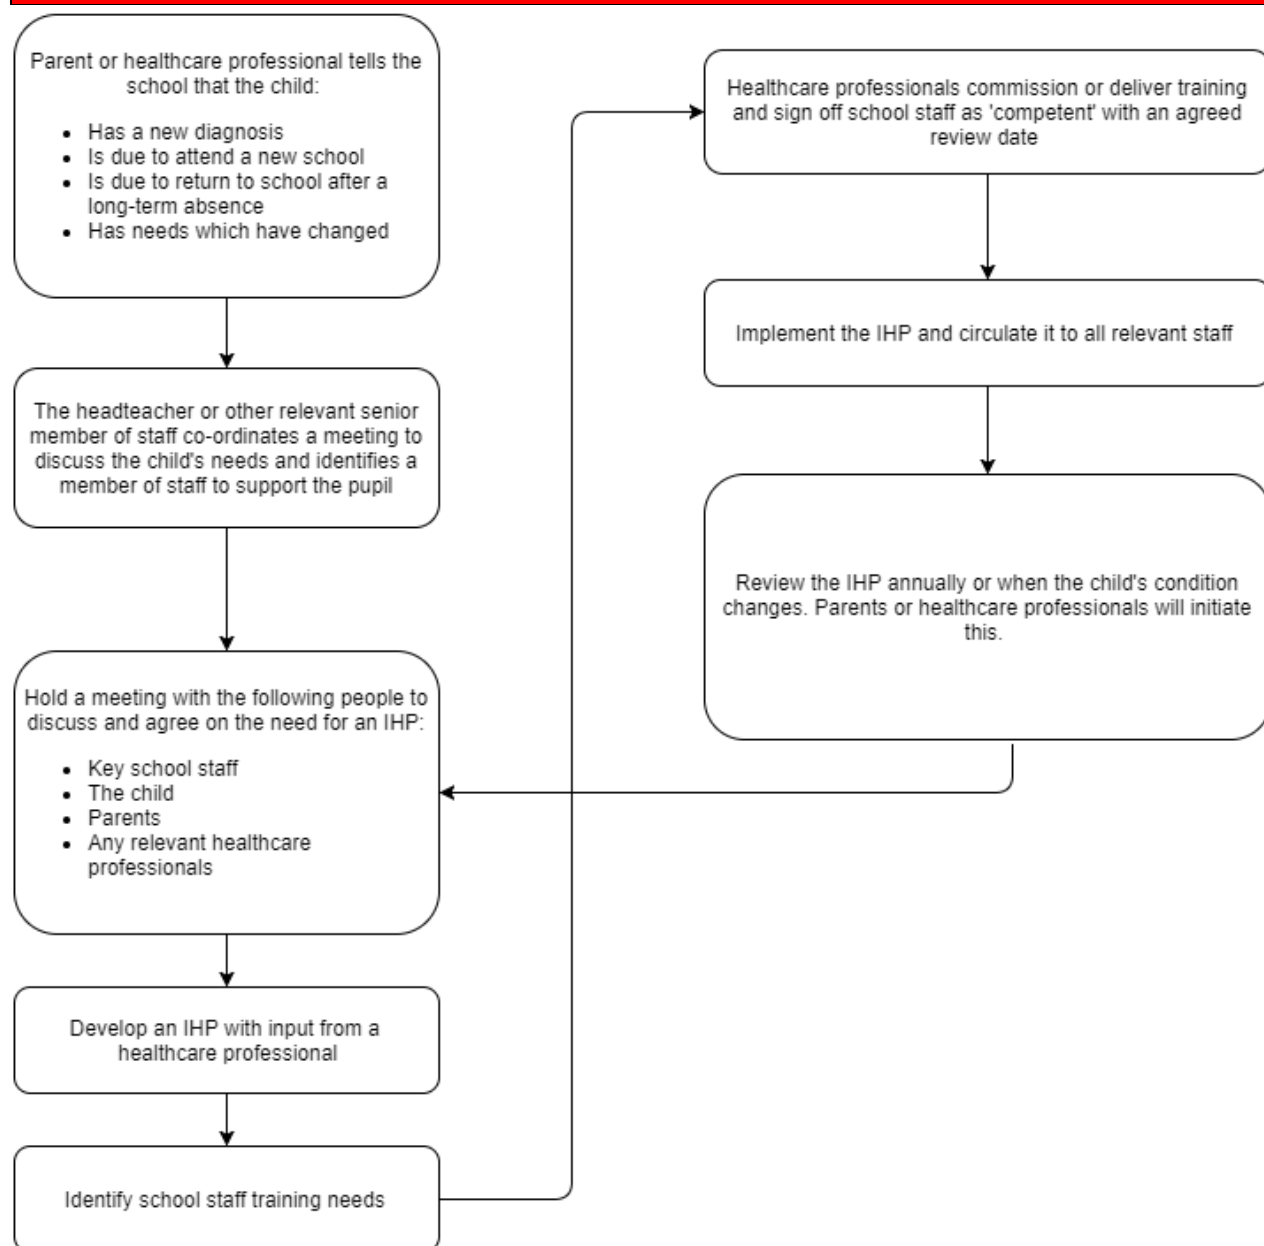 Parent or healthcare professional tells the
school that the child:
• Has a new diagnosis
• Is due to attend a new school
• Is due to return to school after a
long-term absence
• Has needs which have changed
The headteacher or other relevant senior
member of staff co-ordinates a meeting to
discuss the child's needs and identifies a
member of staff to support the pupil
Hold a meeting with the following people to
discuss and agree on the need for an IHP:
• Key school staff
• The child
• Parents
• Any relevant healthcare
professionals
Develop an IHP with input from a
healthcare professional
Identify school staff training needs
Healthcare professionals commission or deliver training
and sign off school staff as 'competent' with an agreed
review date
Implement the IHP and circulate it to all relevant staff
Review the IHP annually or when the child's condition
changes. Parents or healthcare professionals will initiate
this.